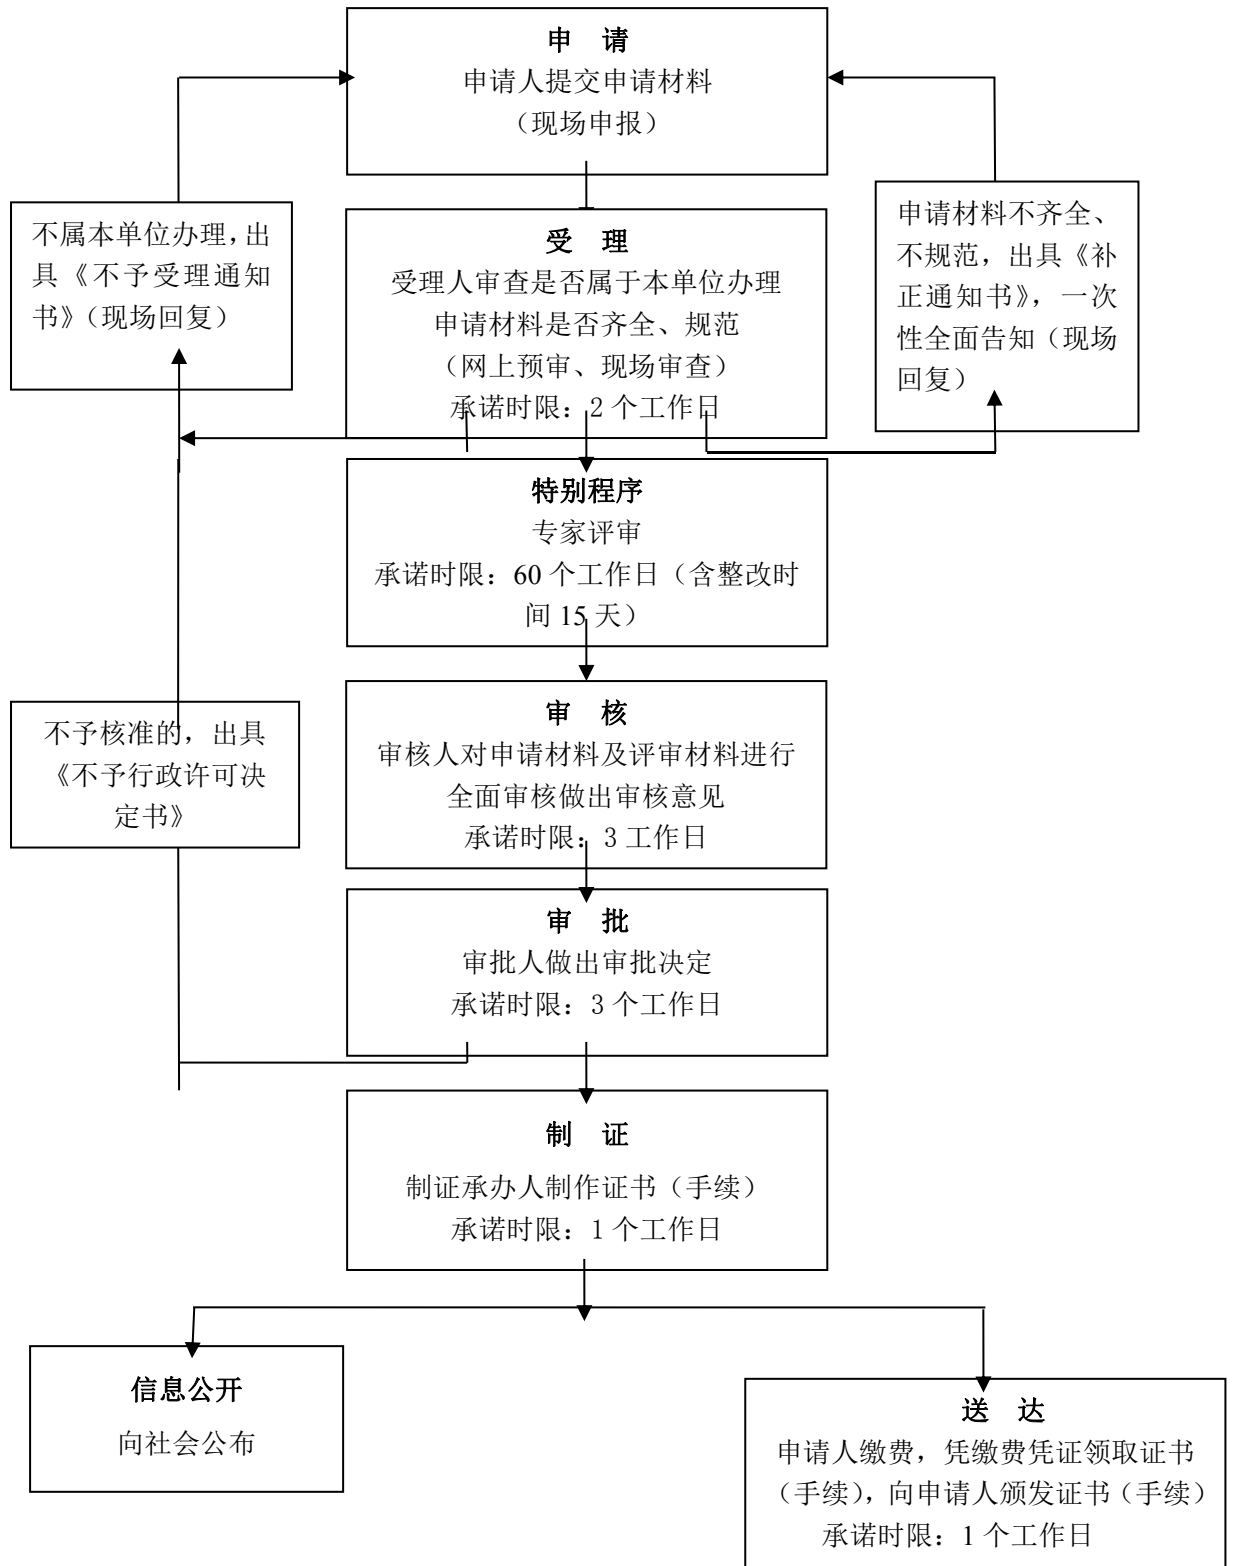 申　请
申请人提交申请材料
（现场申报）
不属本单位办理，出
具《不予受理通知
书》（现场回复）
受　理
受理人审查是否属于本单位办理
申请材料是否齐全、规范
（网上预审、现场审查）
承诺时限：2 个工作日
申请材料不齐全、
不规范，出具《补
正通知书》，一次
性全面告知（现场
回复）
特别程序
专家评审
承诺时限：60 个工作日（含整改时
间 15 天）
不予核准的，出具
《不予行政许可决
定书》
审　核
审核人对申请材料及评审材料进行
全面审核做出审核意见
承诺时限：3 工作日
审　批
审批人做出审批决定
承诺时限：3 个工作日
制　证
制证承办人制作证书（手续）
承诺时限：1 个工作日
信息公开
向社会公布
送　达
申请人缴费，凭缴费凭证领取证书
（手续），向申请人颁发证书（手续）
承诺时限：1 个工作日